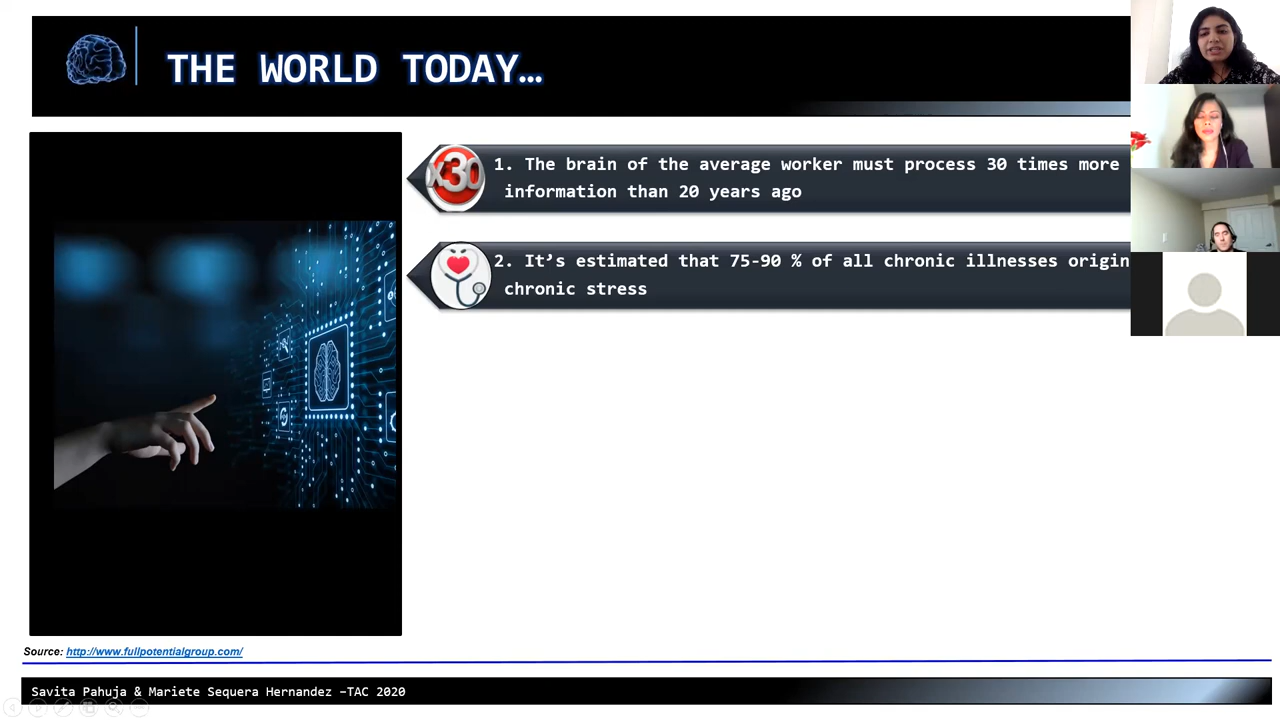 THE WORLD TODAY…
x30
1. The brain of the average worker must process 30 times more
information than 20 years ago
2. It’s estimated that 75-90 % of all chronic illnesses origin
chronic stress
Source: http://www.fullpotentialgroup.com/
Savita Pahuja & Mariete Sequera Hernandez –TAC 2020